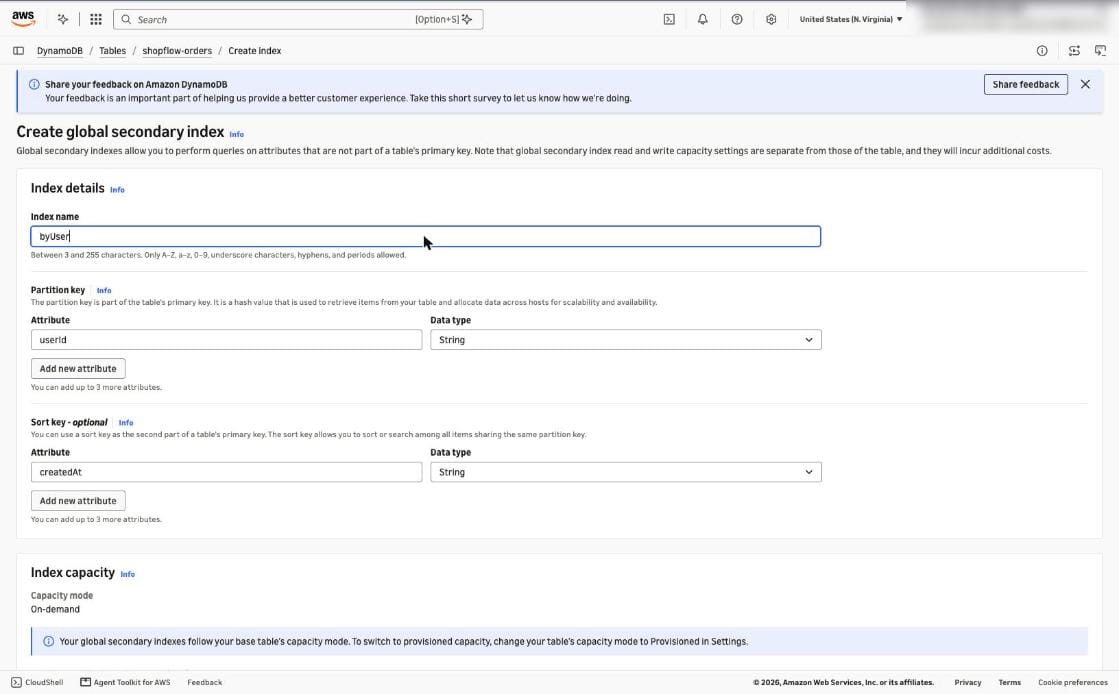 aws
Search [Option+S]
United States (N. Virginia)
DynamoDB / Tables / shopflow-orders / Create index
Share your feedback on Amazon DynamoDB
Your feedback is an important part of helping us provide a better customer experience. Take this short survey to let us know how we're doing.
Share feedback
Create global secondary index Info
Global secondary indexes allow you to perform queries on attributes that are not part of a table's primary key. Note that global secondary index read and write capacity settings are separate from those of the table, and they will incur additional costs.
Index details Info
Index name
byUser
Between 3 and 255 characters. Only A–Z, a–z, 0–9, underscore characters, hyphens, and periods allowed.
Partition key Info
The partition key is part of the table's primary key. It is a hash value that is used to retrieve items from your table and allocate data across hosts for scalability and availability.
Attribute Data type
userId String
Add new attribute
You can add up to 3 more attributes.
Sort key - optional Info
You can use a sort key as the second part of a table's primary key. The sort key allows you to sort or search among all items sharing the same partition key.
Attribute Data type
createdAt String
Add new attribute
You can add up to 3 more attributes.
Index capacity Info
Capacity mode
On-demand
Your global secondary indexes follow your base table's capacity mode. To switch to provisioned capacity, change your table's capacity mode to Provisioned in Settings.
CloudShell Agent Toolkit for AWS Feedback © 2026, Amazon Web Services, Inc. or its affiliates. Privacy Terms Cookie preferences